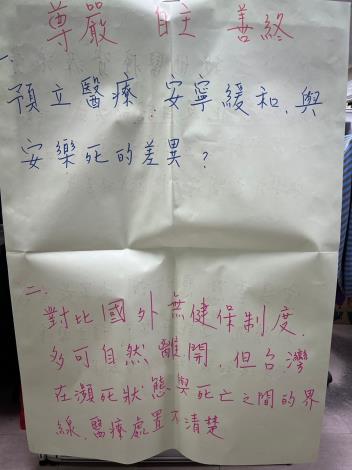 尊嚴 自主 善終
一、
預立醫療、安寧緩和、與
安樂死的差異?
二、
對比國外無健保制度、
多可自然離開,但台灣
在瀕死狀態與死亡之間的界
線,醫療處置不清楚